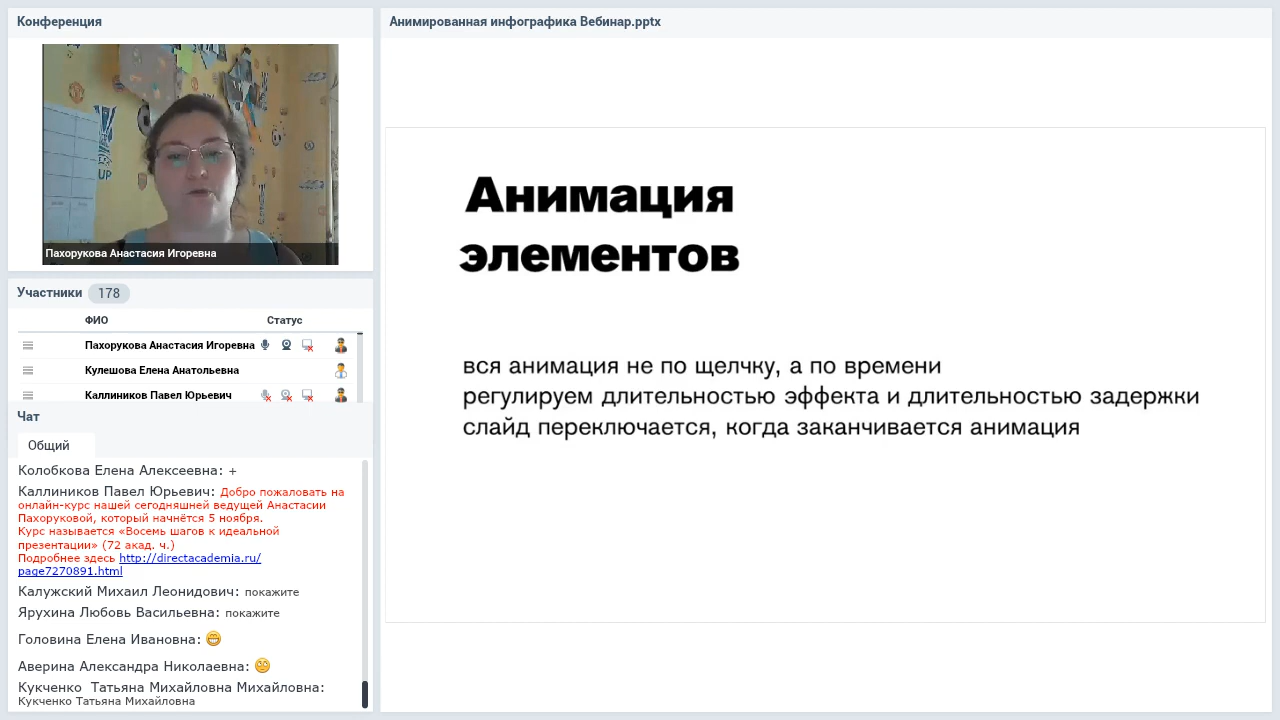 Конференция
UP
Пахорукова Анастасия Игоревна
Участники 178
ФИО Статус
Пахорукова Анастасия Игоревна
Кулешова Елена Анатольевна
Каллиников Павел Юрьевич
Чат
Общий
Колобкова Елена Алексеевна: +
Каллиников Павел Юрьевич: Добро пожаловать на
онлайн-курс нашей сегодняшней ведущей Анастасии
Пахоруковой, который начнётся 5 ноября.
Курс называется «Восемь шагов к идеальной
презентации» (72 акад. ч.)
Подробнее здесь http://directacademia.ru/
page7270891.html
Калужский Михаил Леонидович: покажите
Ярухина Любовь Васильевна: покажите
Головина Елена Ивановна:
Аверина Александра Николаевна:
Кукченко Татьяна Михайловна Михайловна:
Кукченко Татьяна Михайловна
Анимированная инфографика Вебинар.pptx
Анимация
элементов
вся анимация не по щелчку, а по времени
регулируем длительностью эффекта и длительностью задержки
слайд переключается, когда заканчивается анимация